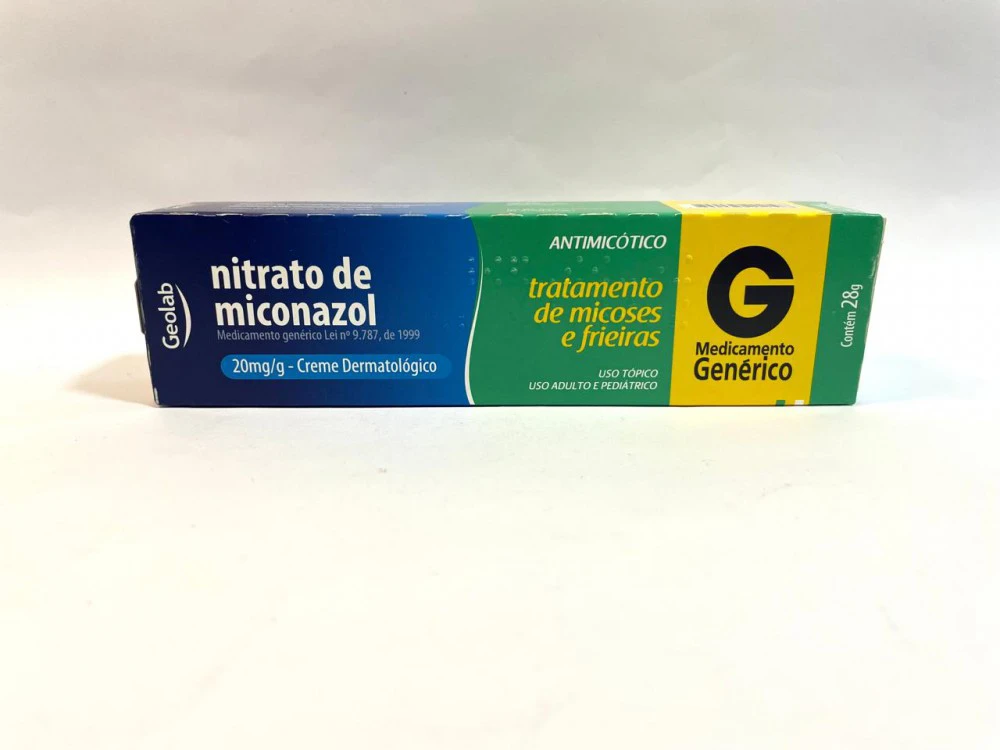 Geolab
nitrato de
miconazol
Medicamento genérico Lei nº 9.787, de 1999
20mg/g - Creme Dermatológico
ANTIMICÓTICO
tratamento
de micoses
e frieiras
USO TÓPICO
USO ADULTO E PEDIÁTRICO
G
Medicamento
Genérico
Contém 28g